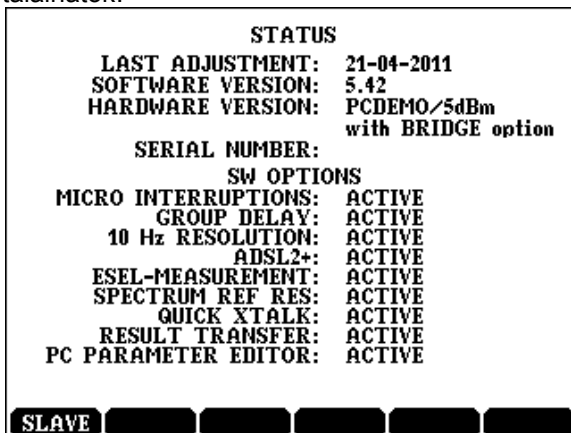 STATUS
LAST ADJUSTMENT: 21-04-2011
SOFTWARE VERSION: 5.42
HARDWARE VERSION: PCDEMO/5dBm
with BRIDGE option
SERIAL NUMBER:
SW OPTIONS
MICRO INTERRUPTIONS: ACTIVE
GROUP DELAY: ACTIVE
10 Hz RESOLUTION: ACTIVE
ADSL2+: ACTIVE
ESEL-MEASUREMENT: ACTIVE
SPECTRUM REF RES: ACTIVE
QUICK XTALK: ACTIVE
RESULT TRANSFER: ACTIVE
PC PARAMETER EDITOR: ACTIVE
SLAVE